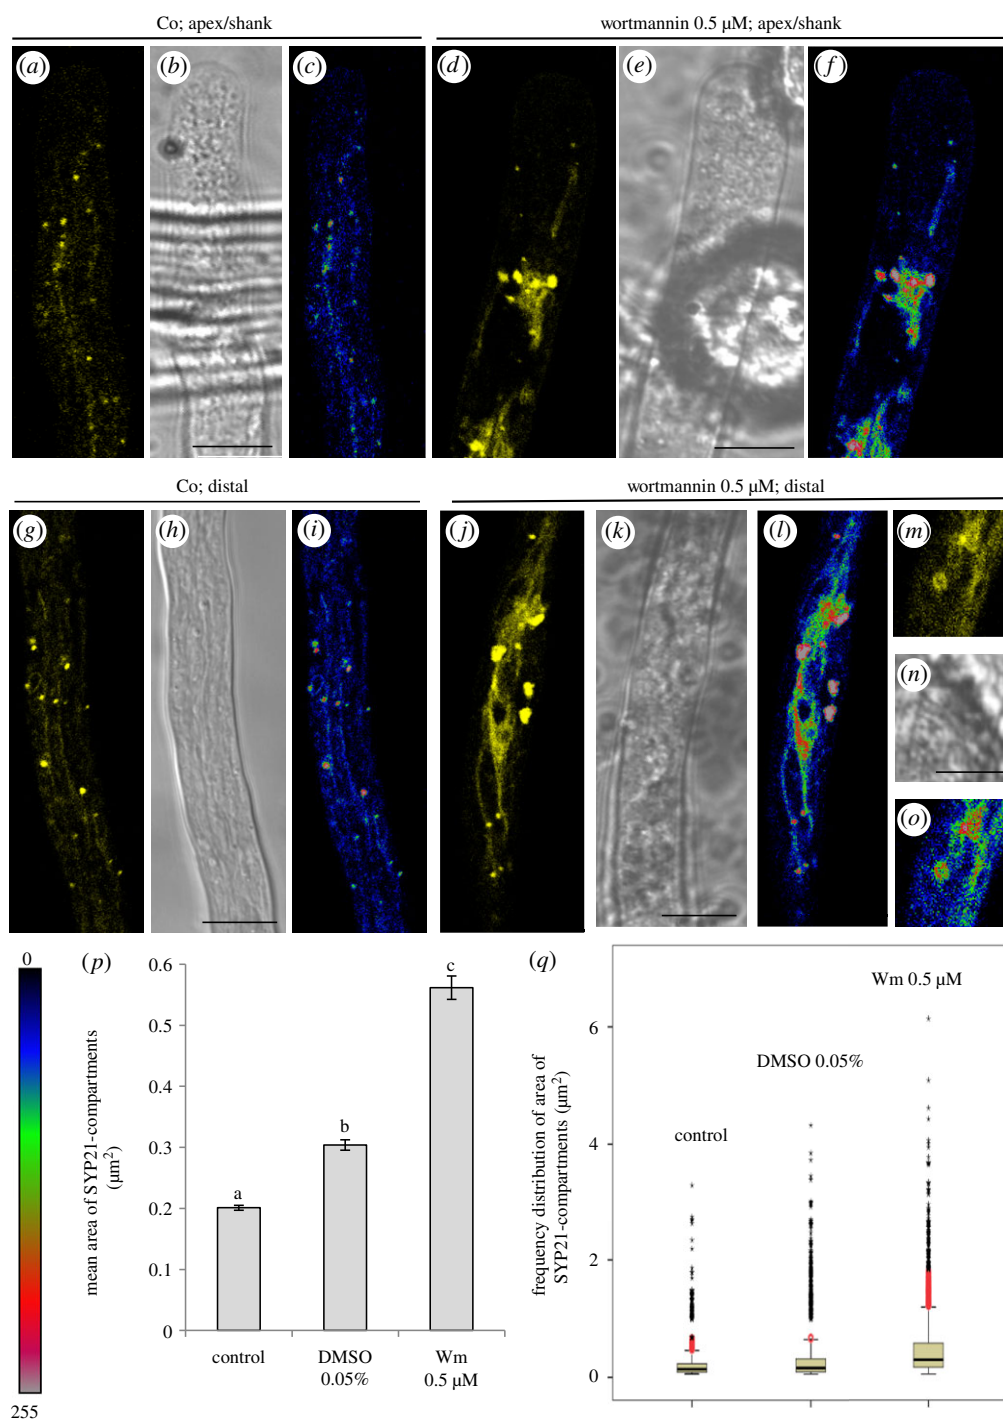 Co; apex/shank
wortmannin 0.5 µM; apex/shank
(a)
(b)
(c)
(d)
(e)
(f)
Co; distal
wortmannin 0.5 µM; distal
(g)
(h)
(i)
(j)
(k)
(l)
(m)
(n)
(o)
0
255
(p)
mean area of SYP21-compartments
(µm²)
0.6
0.5
0.4
0.3
0.2
0.1
0
a
b
c
control
DMSO
0.05%
Wm
0.5 µM
(q)
frequency distribution of area of
SYP21-compartments (µm²)
6
4
2
0
control
DMSO 0.05%
Wm 0.5 µM